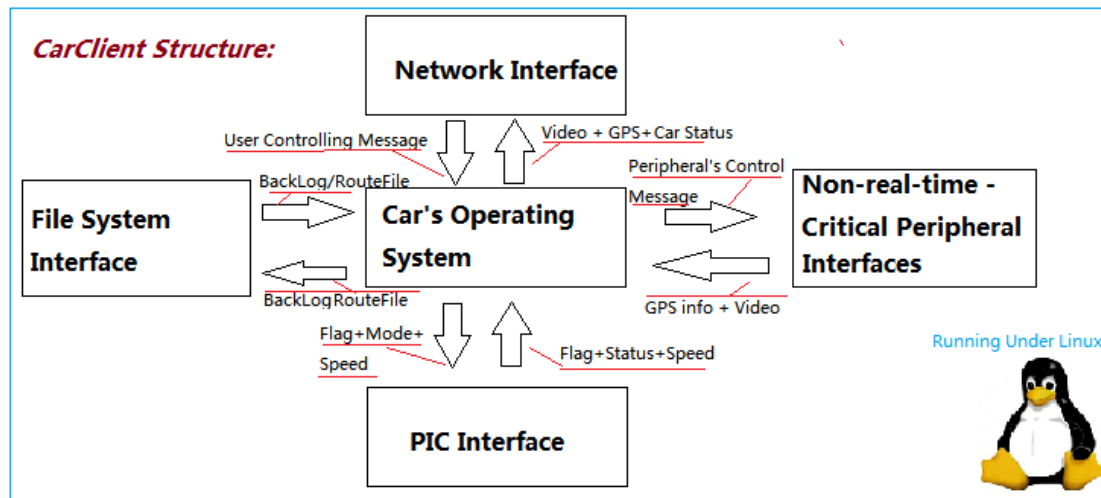 CarClient Structure:
Network Interface
User Controlling Message
Video + GPS+Car Status
BackLog/RouteFile
Peripheral's Control
Message
File System
Interface
Car's Operating
System
Non-real-time -
Critical Peripheral
Interfaces
BackLogRouteFile
GPS info + Video
Flag+Mode+
Speed
Flag+Status+Speed
Running Under Linux
PIC Interface